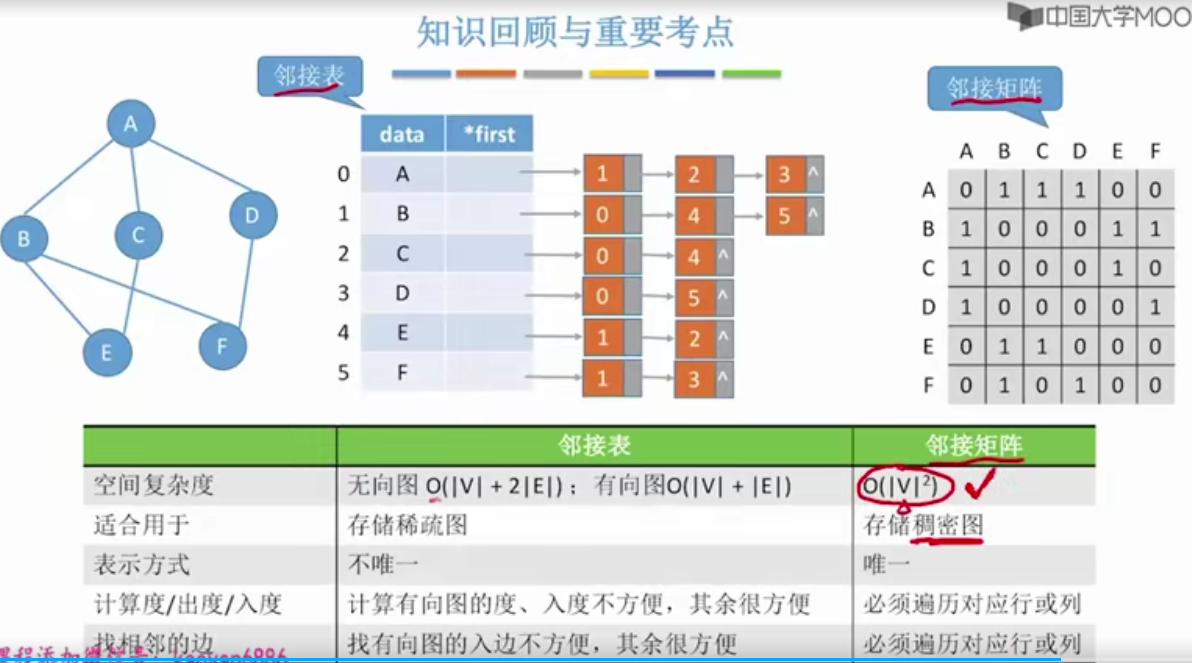 中国大学MOO
知识回顾与重要考点
邻接表
邻接矩阵
A
B
C
D
E
F
data *first
0 A 1 2 3 ^
1 B 0 4 5 ^
2 C 0 4 ^
3 D 0 5 ^
4 E 1 2 ^
5 F 1 3 ^
A B C D E F
A 0 1 1 1 0 0
B 1 0 0 0 1 1
C 1 0 0 0 1 0
D 1 0 0 0 0 1
E 0 1 1 0 0 0
F 0 1 0 1 0 0
邻接表 邻接矩阵
空间复杂度 无向图 O(|V| + 2|E|)；有向图O(|V| + |E|) O(|V|²)
适合用于 存储稀疏图 存储稠密图
表示方式 不唯一 唯一
计算度/出度/入度 计算有向图的度、入度不方便，其余很方便 必须遍历对应行或列
找相邻的边 找有向图的入边不方便，其余很方便 必须遍历对应行或列